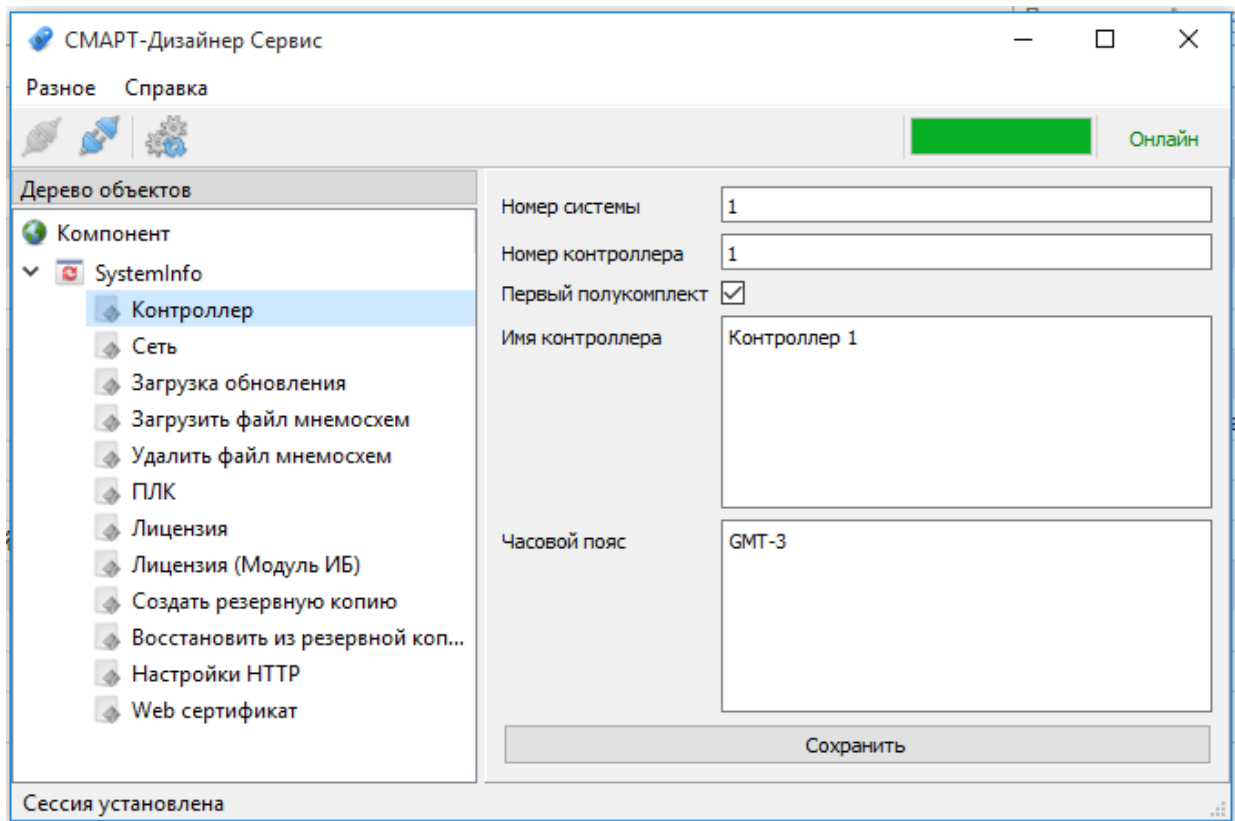 СМАРТ-Дизайнер Сервис
Разное Справка
Онлайн
Дерево объектов
Компонент
SystemInfo
Контроллер
Сеть
Загрузка обновления
Загрузить файл мнемосхем
Удалить файл мнемосхем
ПЛК
Лицензия
Лицензия (Модуль ИБ)
Создать резервную копию
Восстановить из резервной коп...
Настройки HTTP
Web сертификат
Номер системы 1
Номер контроллера 1
Первый полукомплект
Имя контроллера Контроллер 1
Часовой пояс GMT-3
Сохранить
Сессия установлена